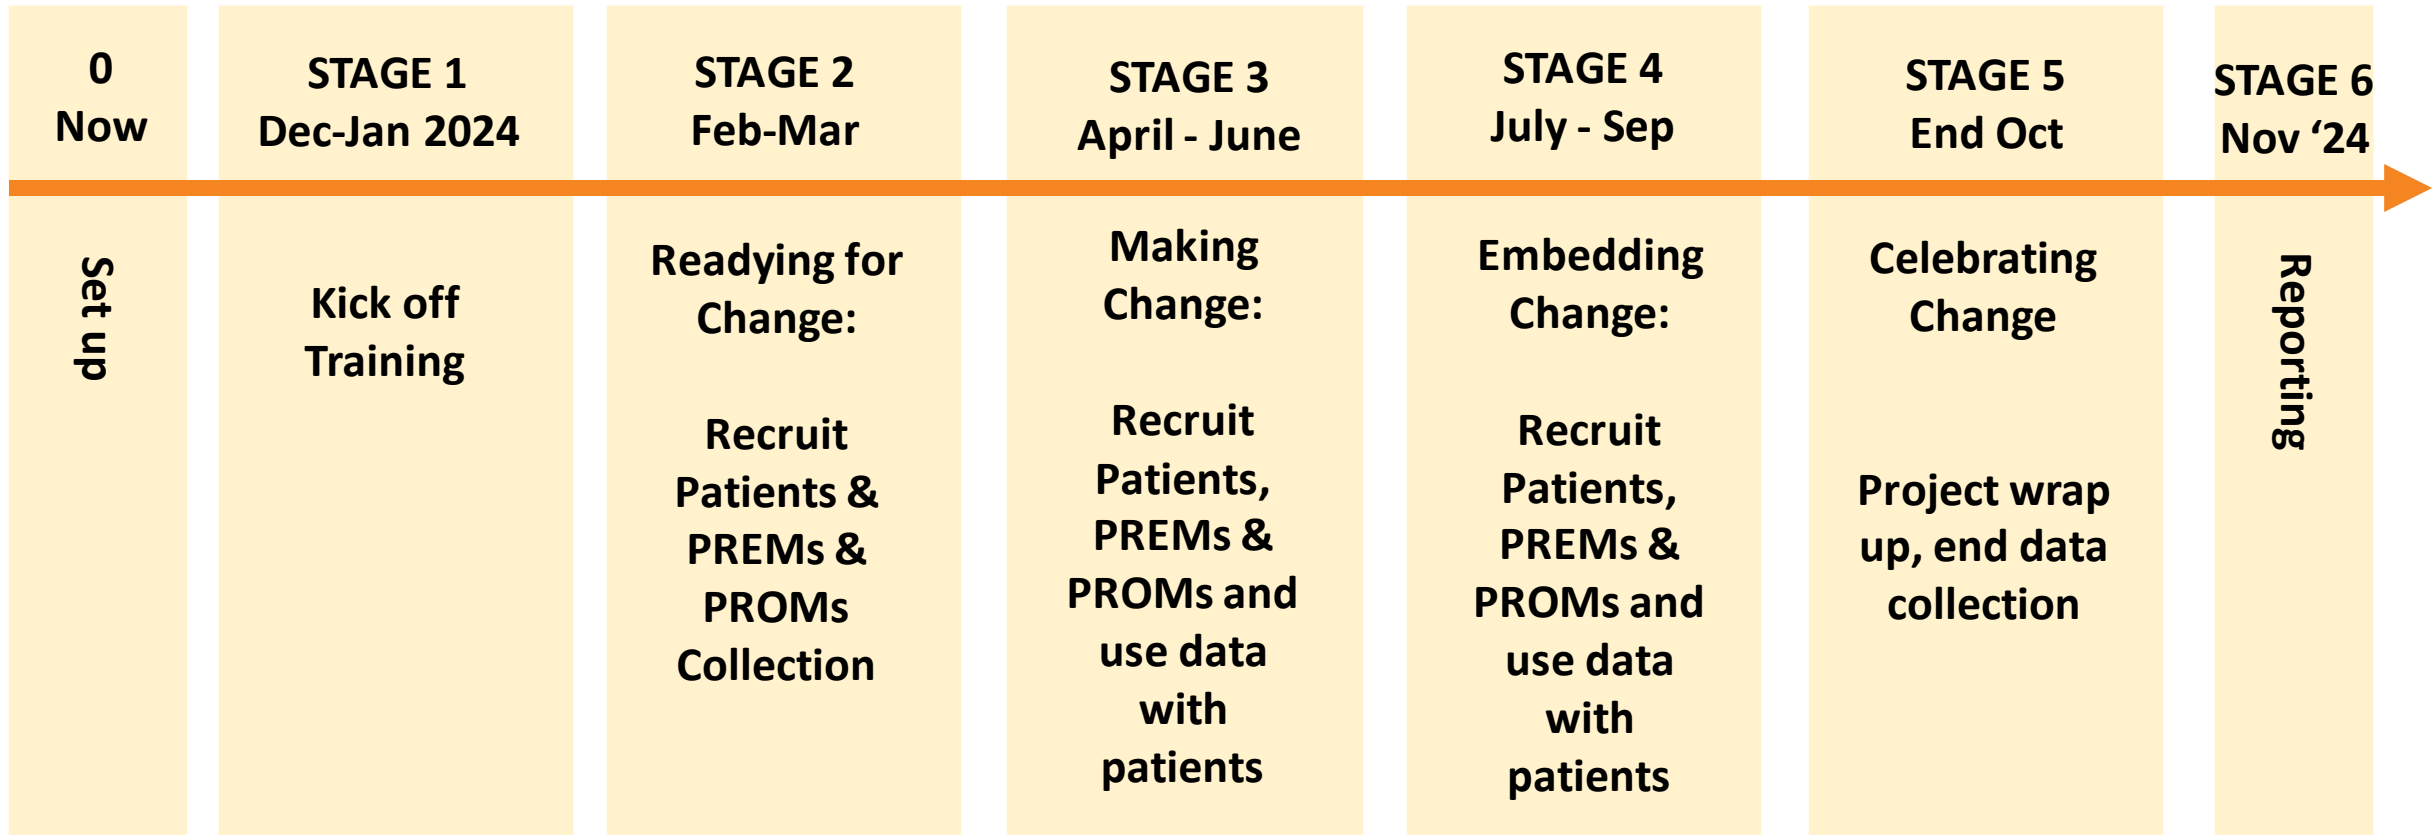 0
Now
Set up
STAGE 1
Dec-Jan 2024
Kick off
Training
STAGE 2
Feb-Mar
Readying for
Change:
Recruit
Patients &
PREMs &
PROMs
Collection
STAGE 3
April - June
Making
Change:
Recruit
Patients,
PREMs &
PROMs and
use data
with
patients
STAGE 4
July - Sep
Embedding
Change:
Recruit
Patients,
PREMs &
PROMs and
use data
with
patients
STAGE 5
End Oct
Celebrating
Change
Project wrap
up, end data
collection
STAGE 6
Nov ‘24
Reporting